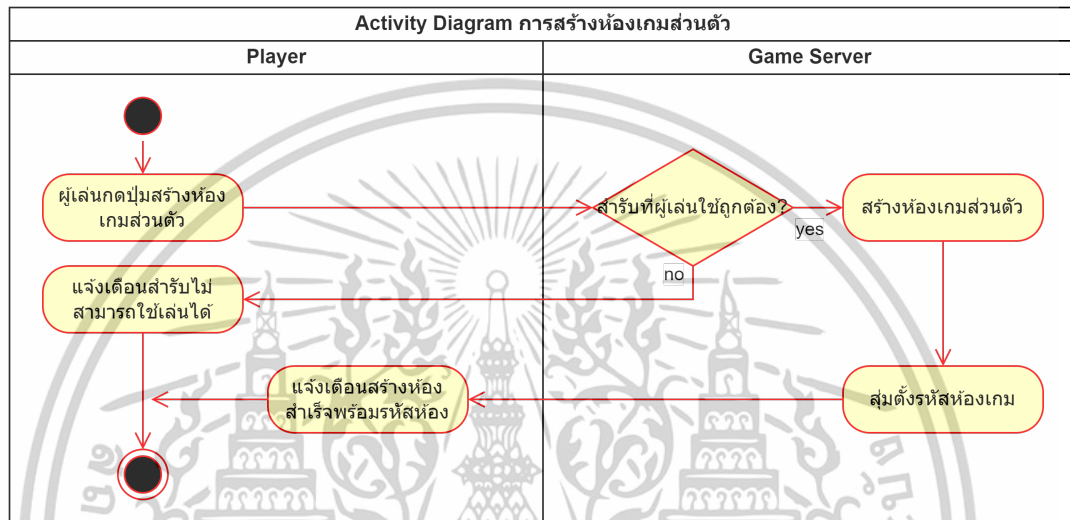 Activity Diagram การสร้างห้องเกมส่วนตัว
Player
Game Server
ผู้เล่นกดปุ่มสร้างห้อง
เกมส่วนตัว
สำรับที่ผู้เล่นใช้ถูกต้อง?
yes
สร้างห้องเกมส่วนตัว
no
แจ้งเตือนสำรับไม่
สามารถใช้เล่นได้
แจ้งเตือนสร้างห้อง
สำเร็จพร้อมรหัสห้อง
สุ่มตั้งรหัสห้องเกม